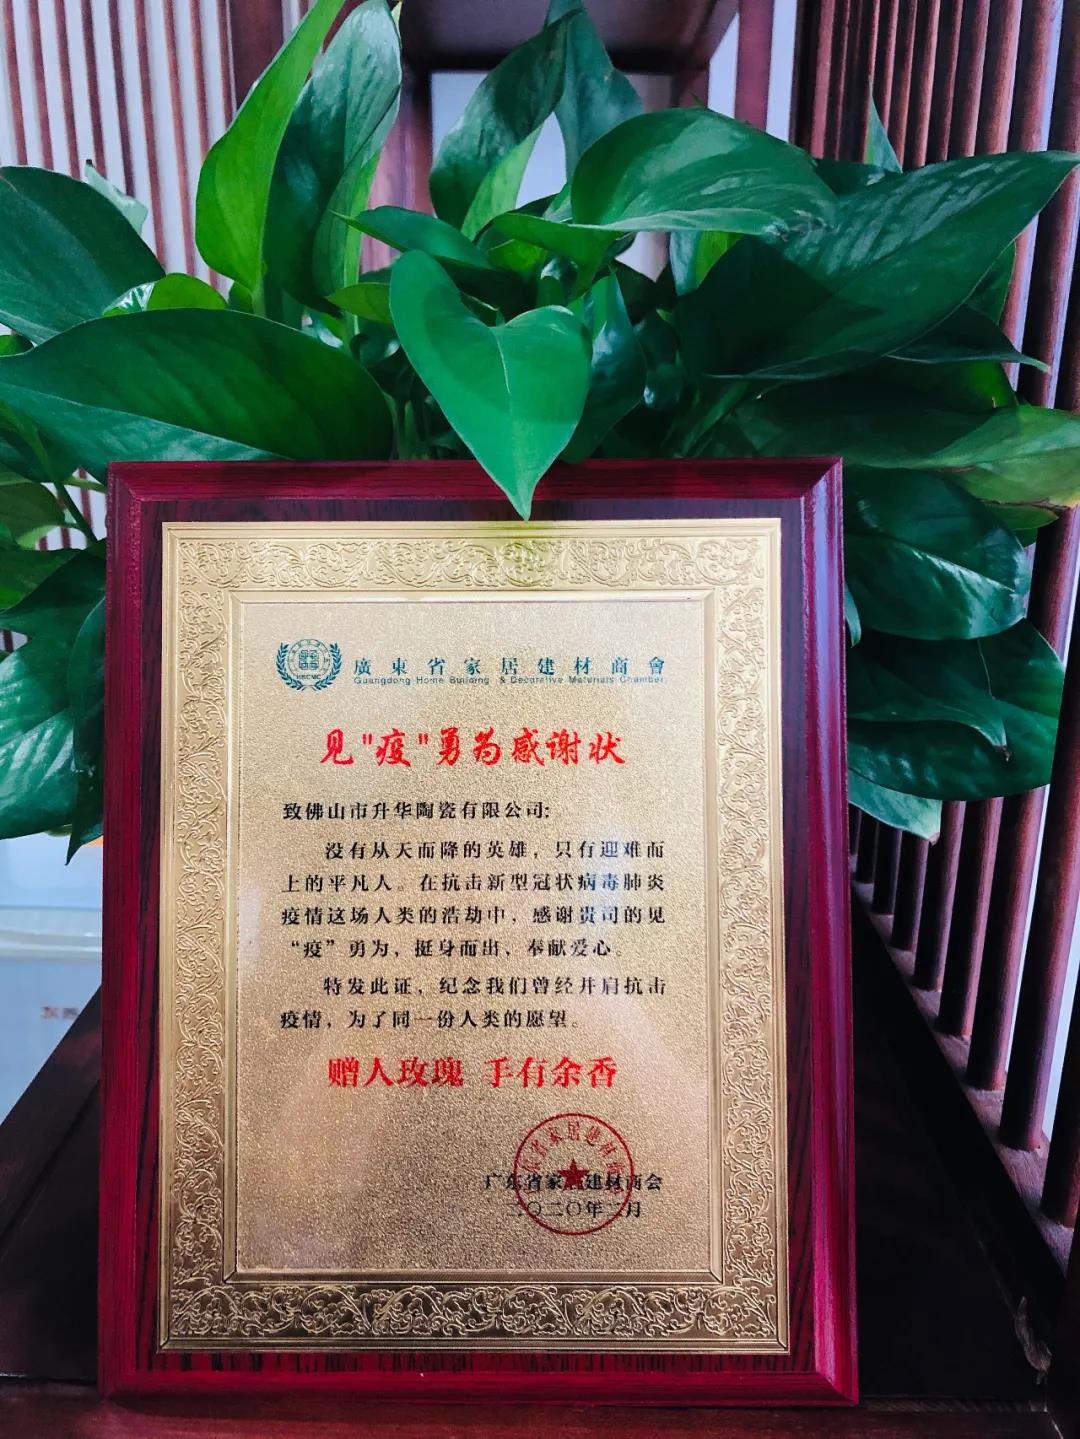 HBCMC
廣東省家居建材商會
Guangdong Home Building & Decorative Materials Chamber
见"疫"勇为感谢状
致佛山市升华陶瓷有限公司:
没有从天而降的英雄，只有迎难而
上的平凡人。在抗击新型冠状病毒肺炎
疫情这场人类的浩劫中，感谢贵司的见
“疫”勇为，挺身而出、奉献爱心。
特发此证，纪念我们曾经并肩抗击
疫情，为了同一份人类的愿望。
赠人玫瑰 手有余香
广东省家居建材商会
二〇二〇年二月